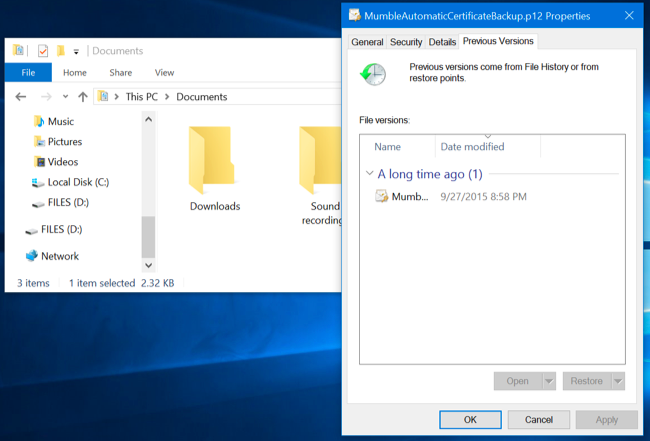 Documents
File
Home
Share
View
This PC
Documents
Music
Pictures
Videos
Local Disk (C:)
FILES (D:)
FILES (D:)
Network
Downloads
Sound
recording
3 items
1 item selected 2.32 KB
MumbleAutomaticCertificateBackup.p12 Properties
General
Security
Details
Previous Versions
Previous versions come from File History or from
restore points.
File versions:
Name
Date modified
A long time ago (1)
Mumb...
9/27/2015 8:58 PM
Open
Restore
OK
Cancel
Apply